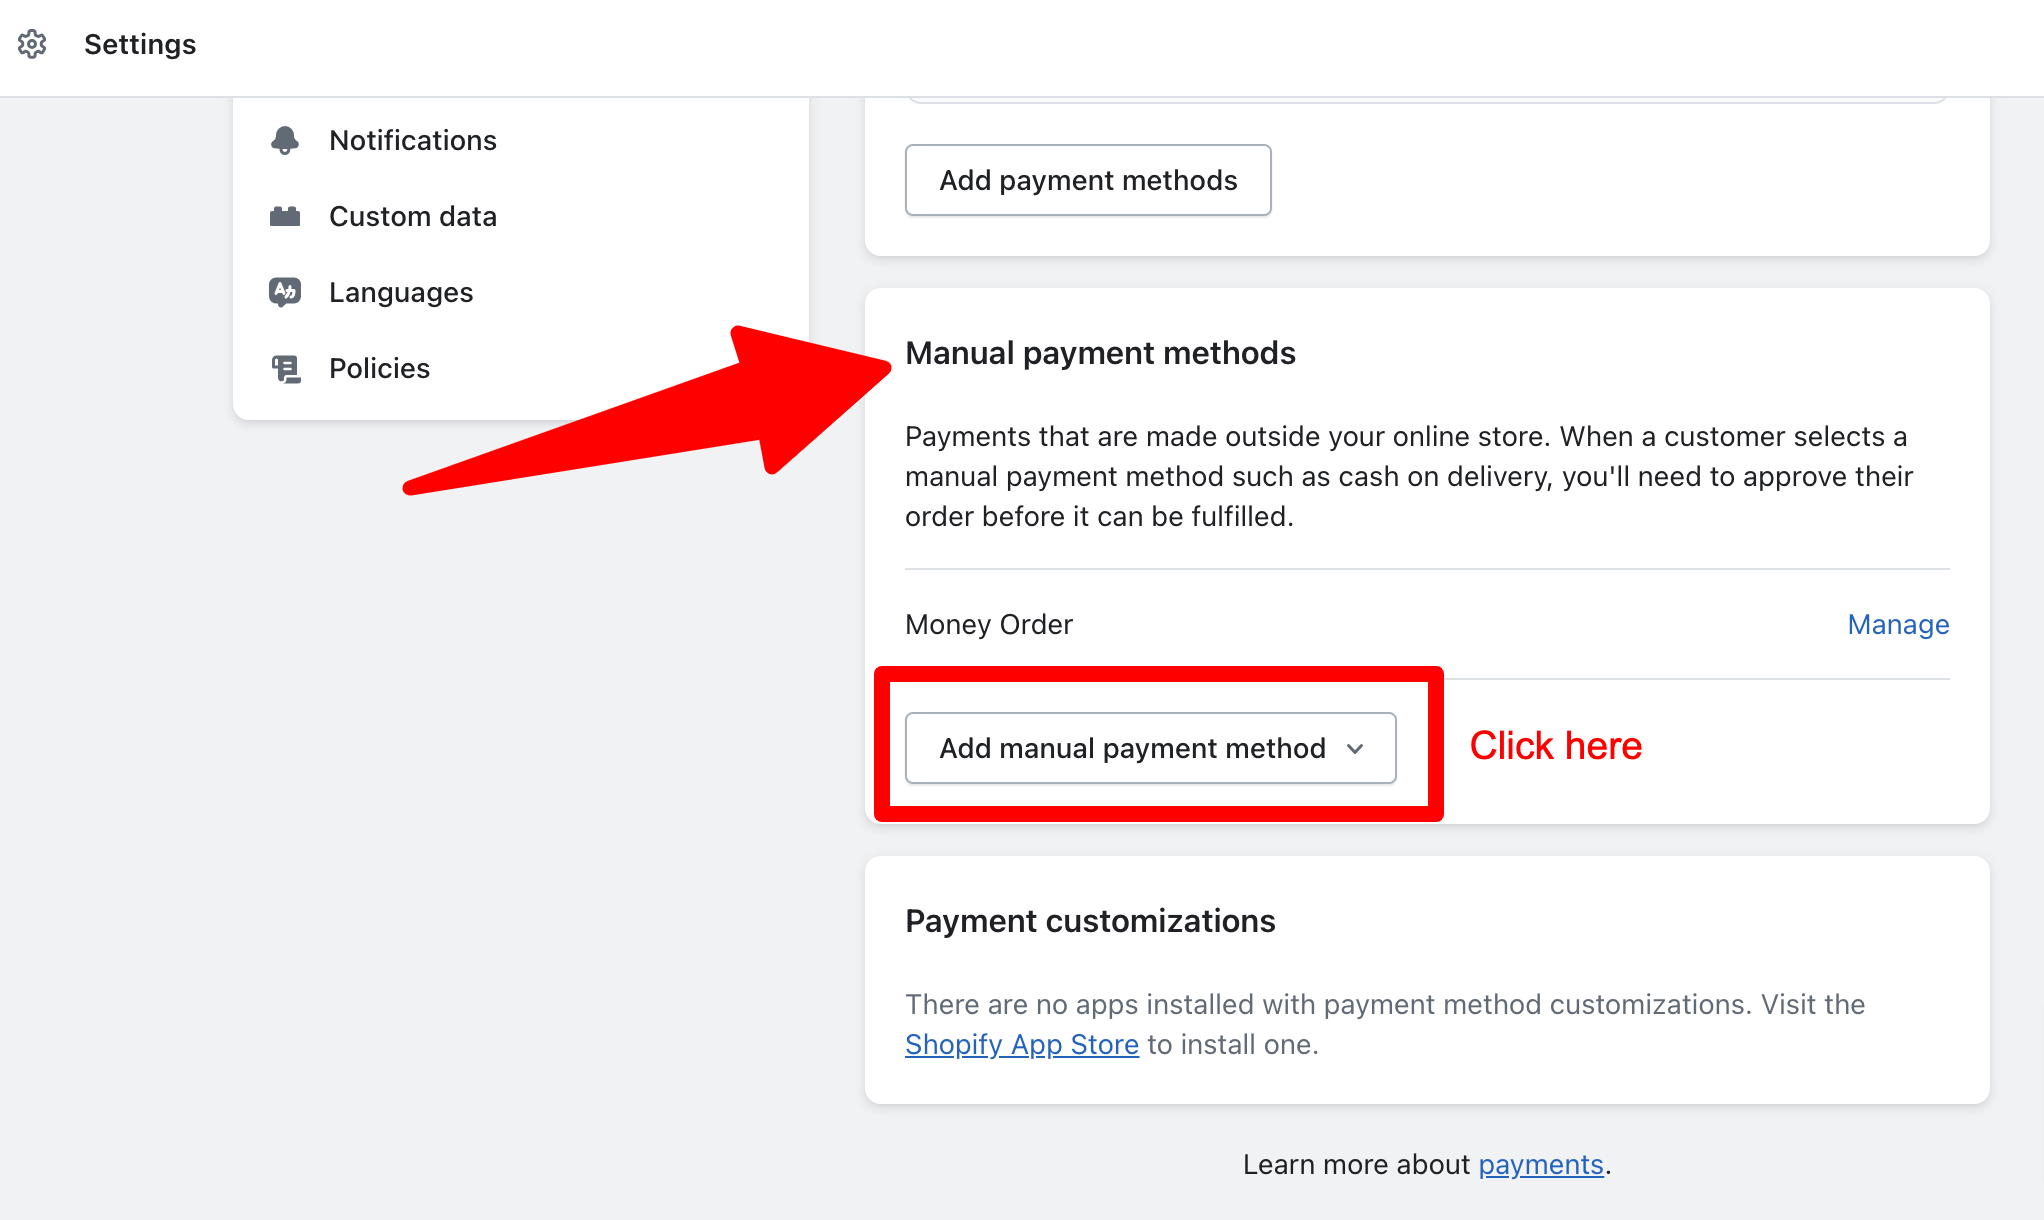 Settings
Notifications
Custom data
Languages
Policies
Add payment methods
Manual payment methods
Payments that are made outside your online store. When a customer selects a
manual payment method such as cash on delivery, you'll need to approve their
order before it can be fulfilled.
Money Order
Manage
Add manual payment method
Click here
Payment customizations
There are no apps installed with payment method customizations. Visit the
Shopify App Store to install one.
Learn more about payments.